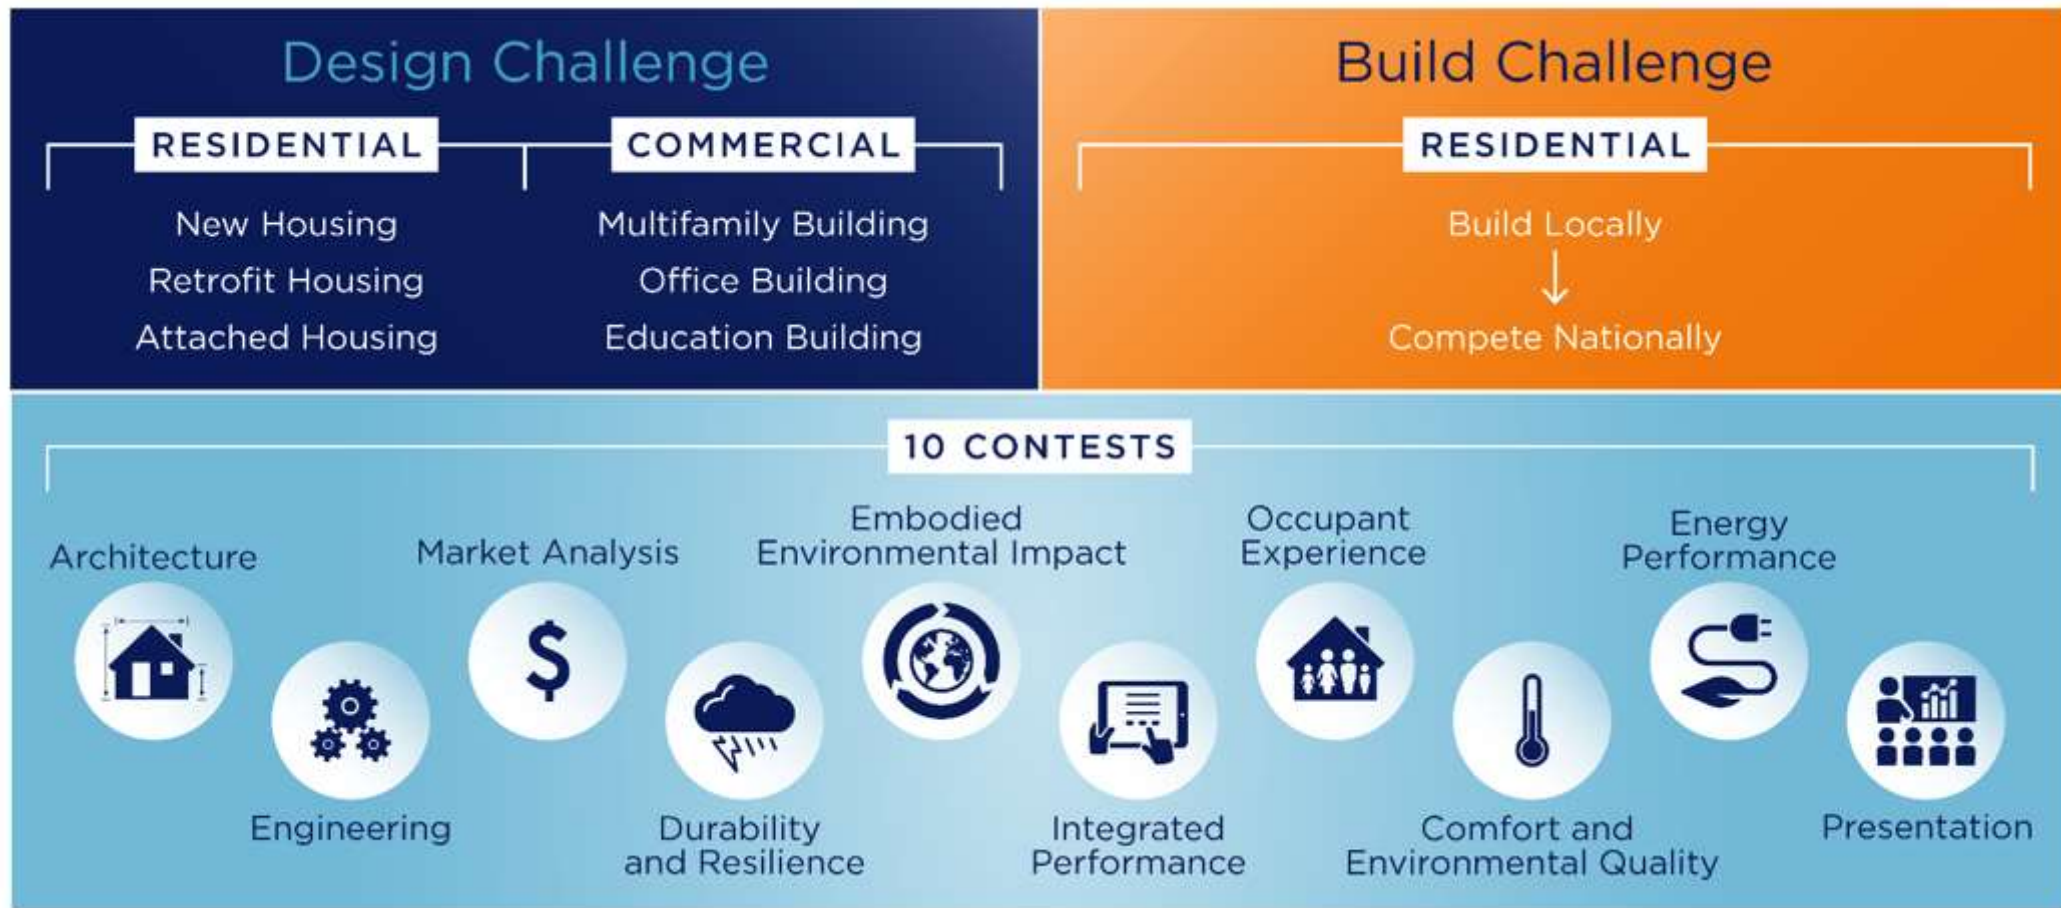 Design Challenge
RESIDENTIAL
New Housing
Retrofit Housing
Attached Housing
COMMERCIAL
Multifamily Building
Office Building
Education Building
Build Challenge
RESIDENTIAL
Build Locally
Compete Nationally
10 CONTESTS
Architecture
Engineering
Market Analysis
Durability
and Resilience
Embodied
Environmental Impact
Integrated
Performance
Occupant
Experience
Comfort and
Environmental Quality
Energy
Performance
Presentation